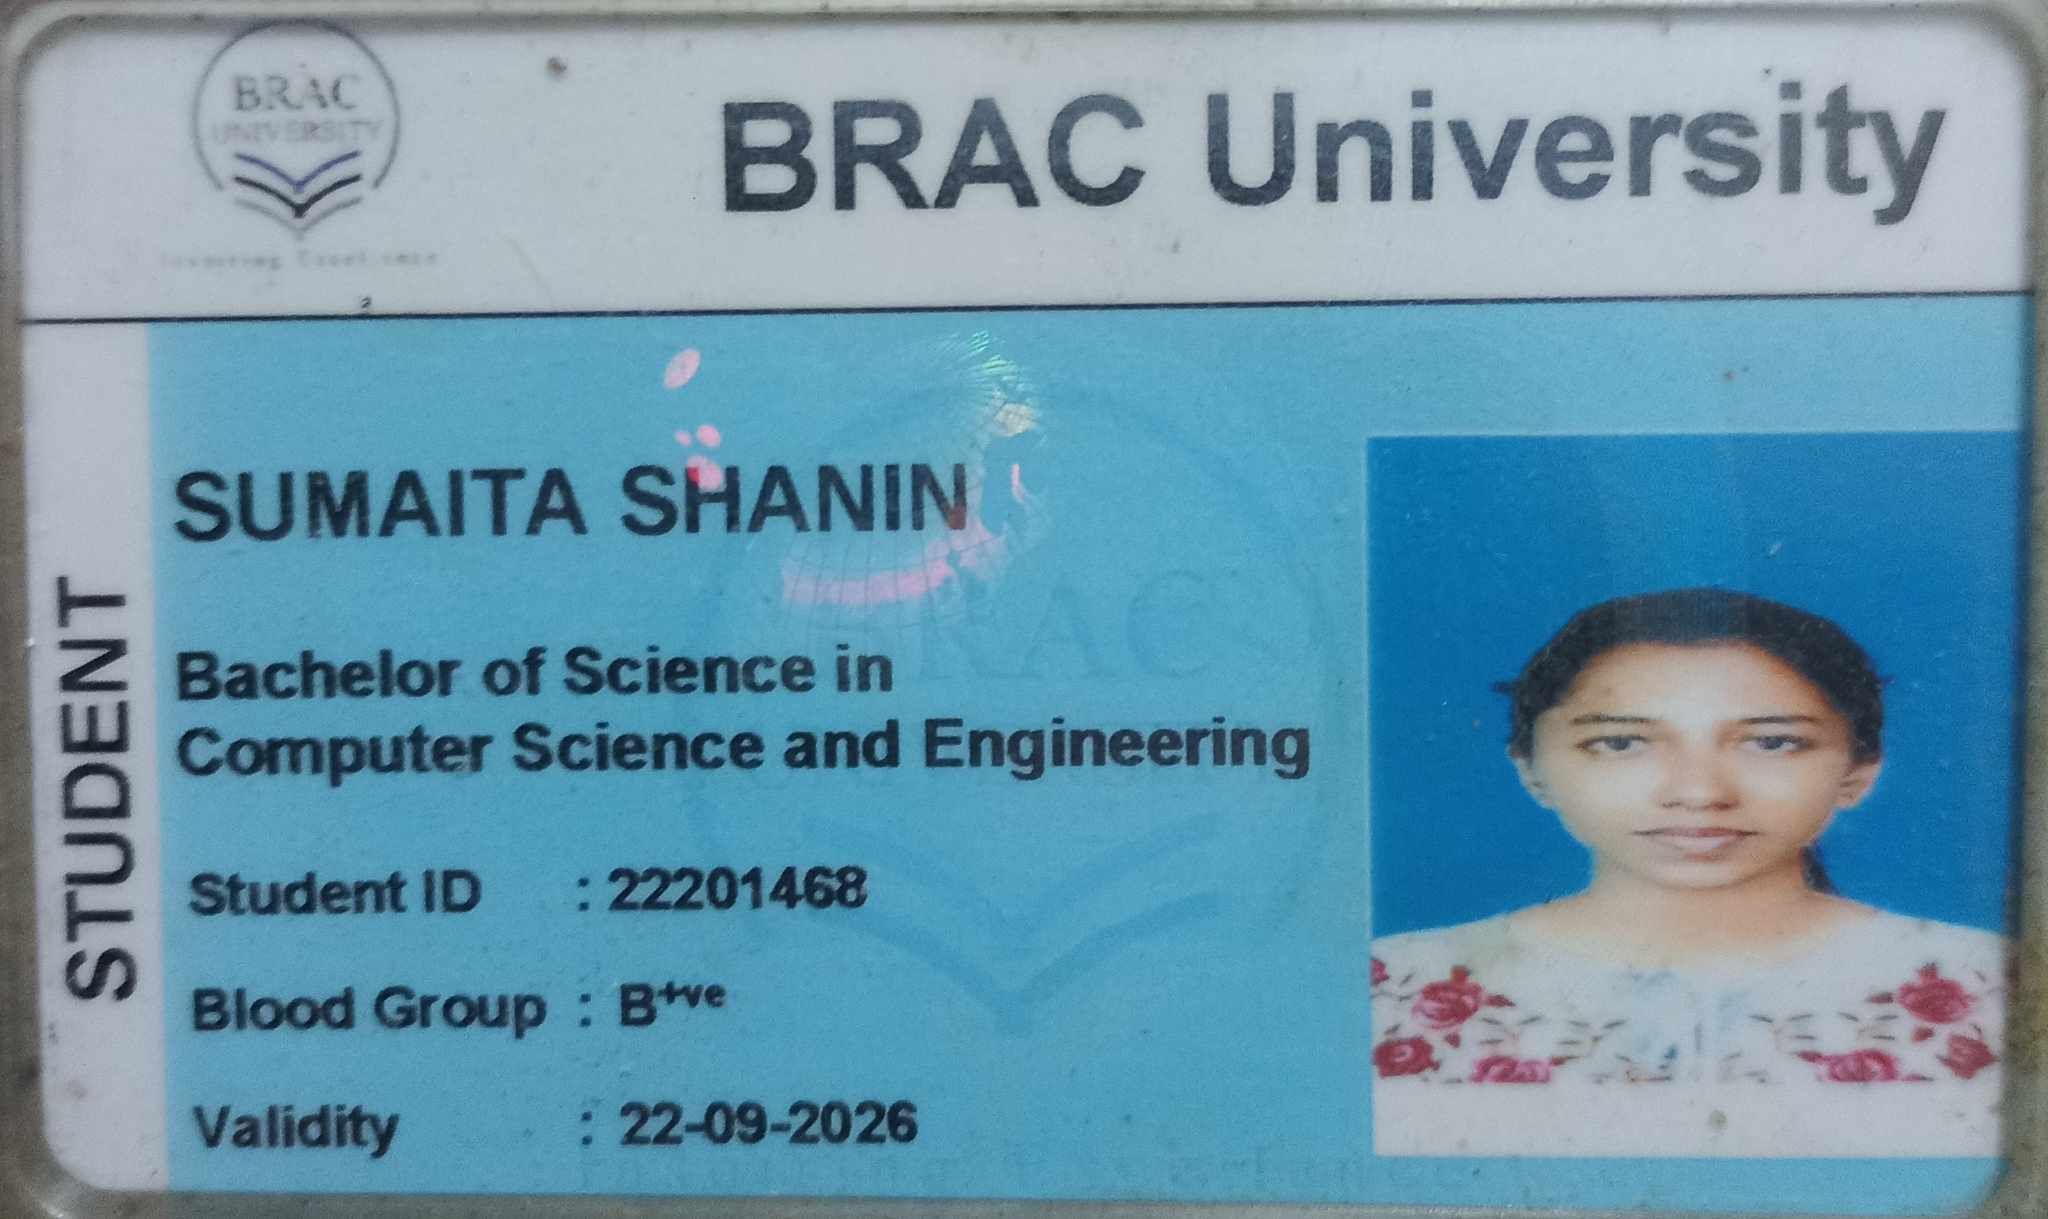 BRAC
UNIVERSITY
BRAC University
STUDENT
SUMAITA SHANIN
Bachelor of Science in
Computer Science and Engineering
Student ID : 22201468
Blood Group : B+ve
Validity : 22-09-2026